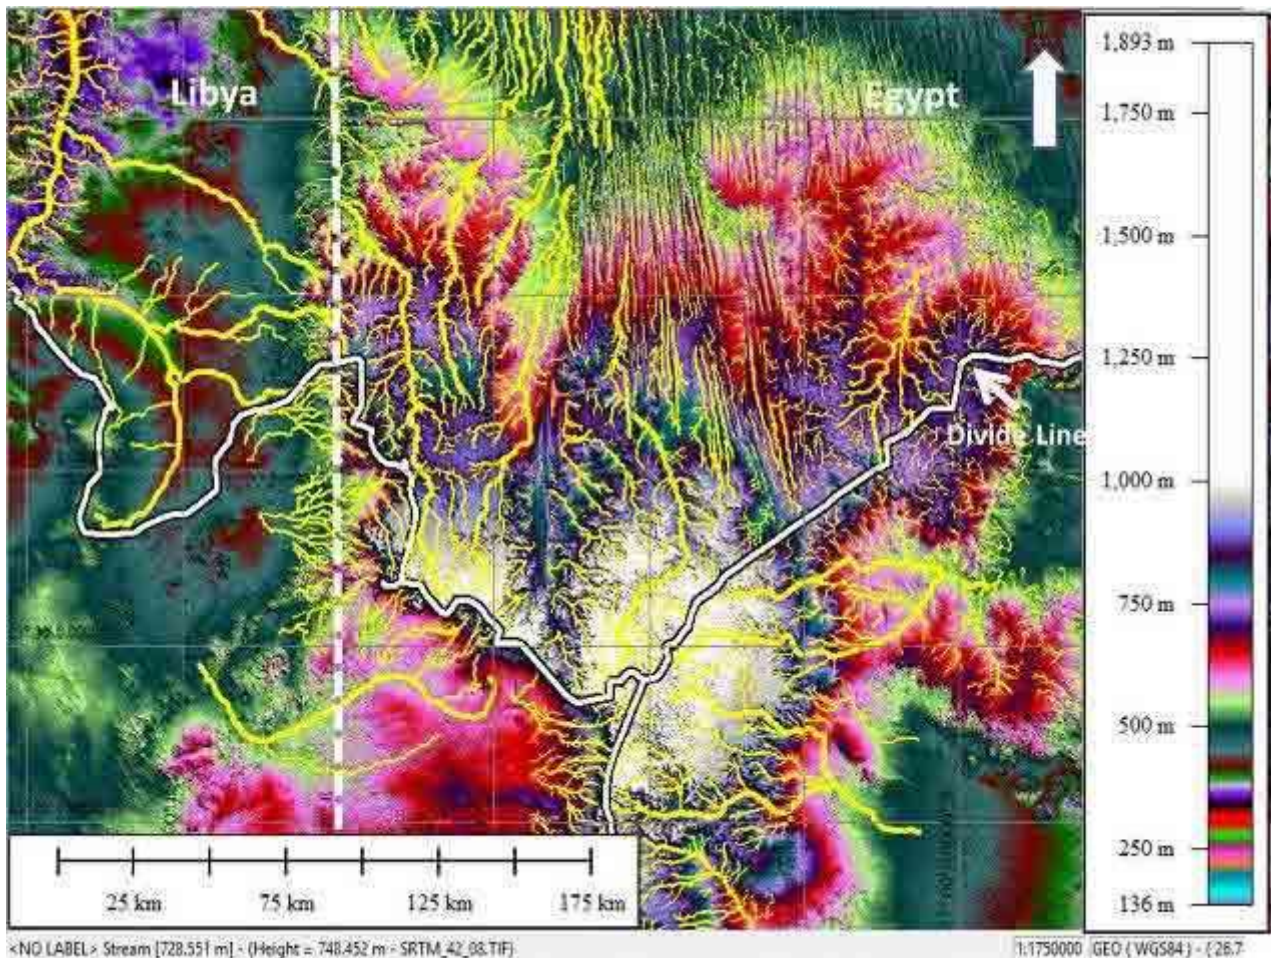 Libya
Egypt
Divide Line
1,893 m
1,750 m
1,500 m
1,250 m
1,000 m
750 m
500 m
250 m
136 m
25 km 75 km 125 km 175 km
<NO LABEL> Stream [728.551 m] - (Height = 748.452 m - SRTM_42_08.TIF)
1:1750000 GEO ( WGS84 ) - ( 26.7